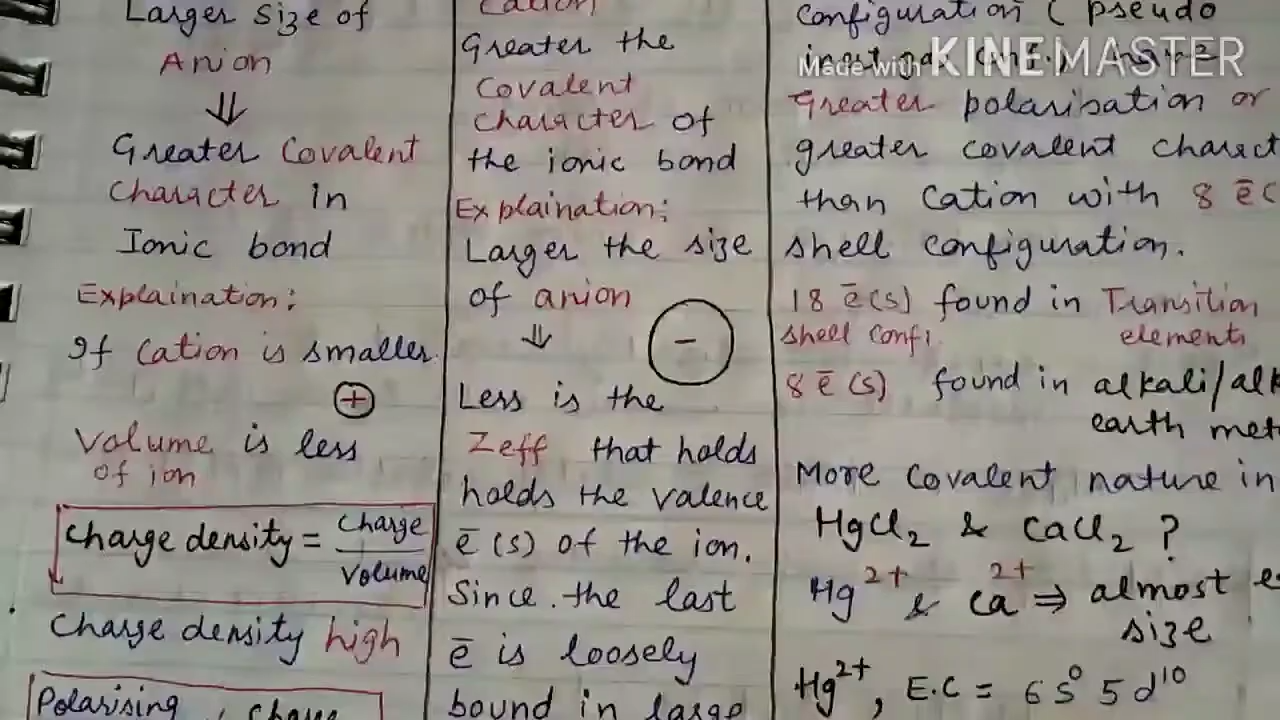 Larger Size of
Anion
⇓
Greater Covalent
Character in
Ionic bond
Explaination:
If Cation is smaller
+
Volume is less
of ion
Charge density = Charge
Volume
Charge density high
Polarising
Cation
Greater the
Covalent
character of
the ionic bond
Explaination:
Larger the size
of anion
⇓
−
Less is the
Zeff that holds
holds the valence
ē (s) of the ion.
Since. the last
ē is loosely
bound in large
Configuration ( pseudo
Made with KINEMASTER
Greater polarisation or
greater covalent charact
than Cation with 8 ē(
shell configuration.
18 ē(s) found in Transition
shell confi. elements
8 ē (s) found in alkali/alk
earth met
More Covalent nature in
HgCl₂ & CaCl₂ ?
Hg²⁺ & Ca²⁺ ⇒ almost e
size
Hg²⁺, E.C = 6s⁰ 5d¹⁰